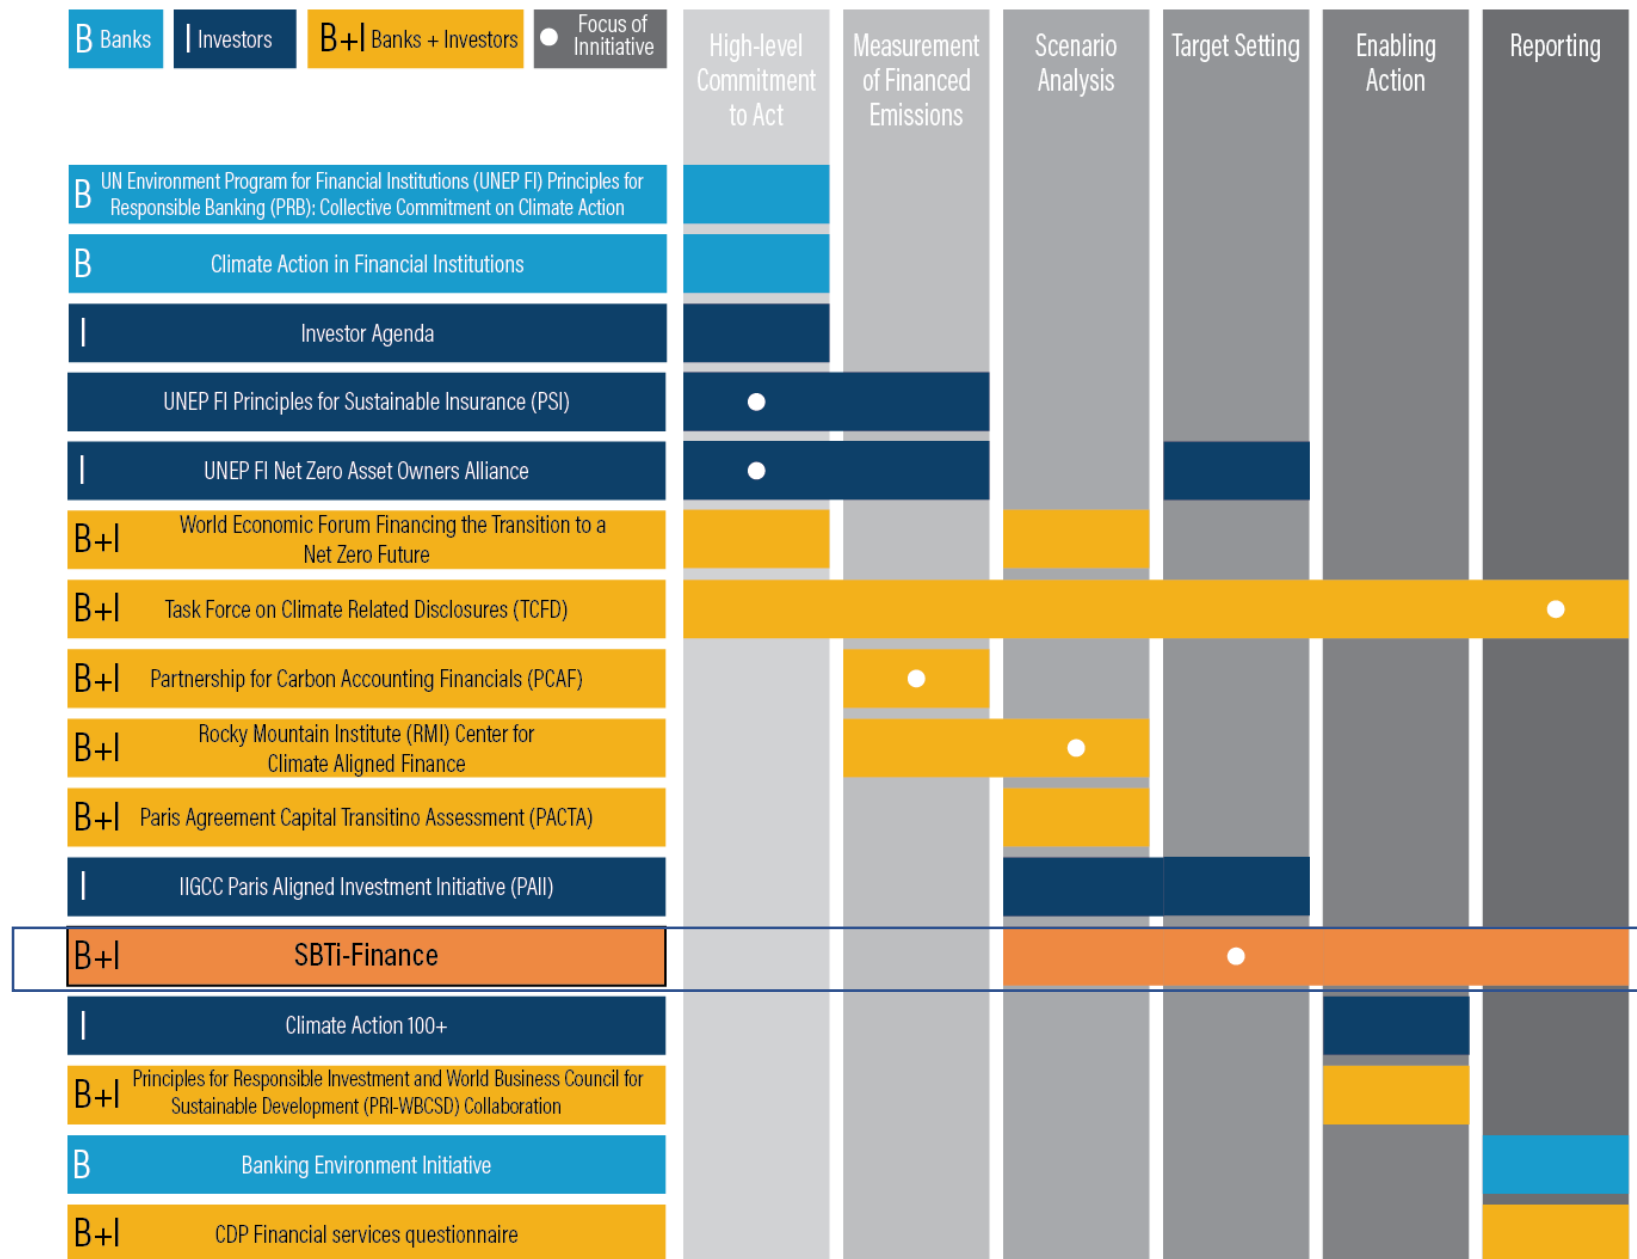 B Banks
I Investors
B+I Banks + Investors
Focus of
Innitiative
High-level
Commitment
to Act
Measurement
of Financed
Emissions
Scenario
Analysis
Target Setting
Enabling
Action
Reporting
B UN Environment Program for Financial Institutions (UNEP FI) Principles for
Responsible Banking (PRB): Collective Commitment on Climate Action
B Climate Action in Financial Institutions
I Investor Agenda
UNEP FI Principles for Sustainable Insurance (PSI)
I UNEP FI Net Zero Asset Owners Alliance
B+I World Economic Forum Financing the Transition to a
Net Zero Future
B+I Task Force on Climate Related Disclosures (TCFD)
B+I Partnership for Carbon Accounting Financials (PCAF)
B+I Rocky Mountain Institute (RMI) Center for
Climate Aligned Finance
B+I Paris Agreement Capital Transitino Assessment (PACTA)
I IIGCC Paris Aligned Investment Initiative (PAII)
B+I SBTi-Finance
I Climate Action 100+
B+I Principles for Responsible Investment and World Business Council for
Sustainable Development (PRI-WBCSD) Collaboration
B Banking Environment Initiative
B+I CDP Financial services questionnaire